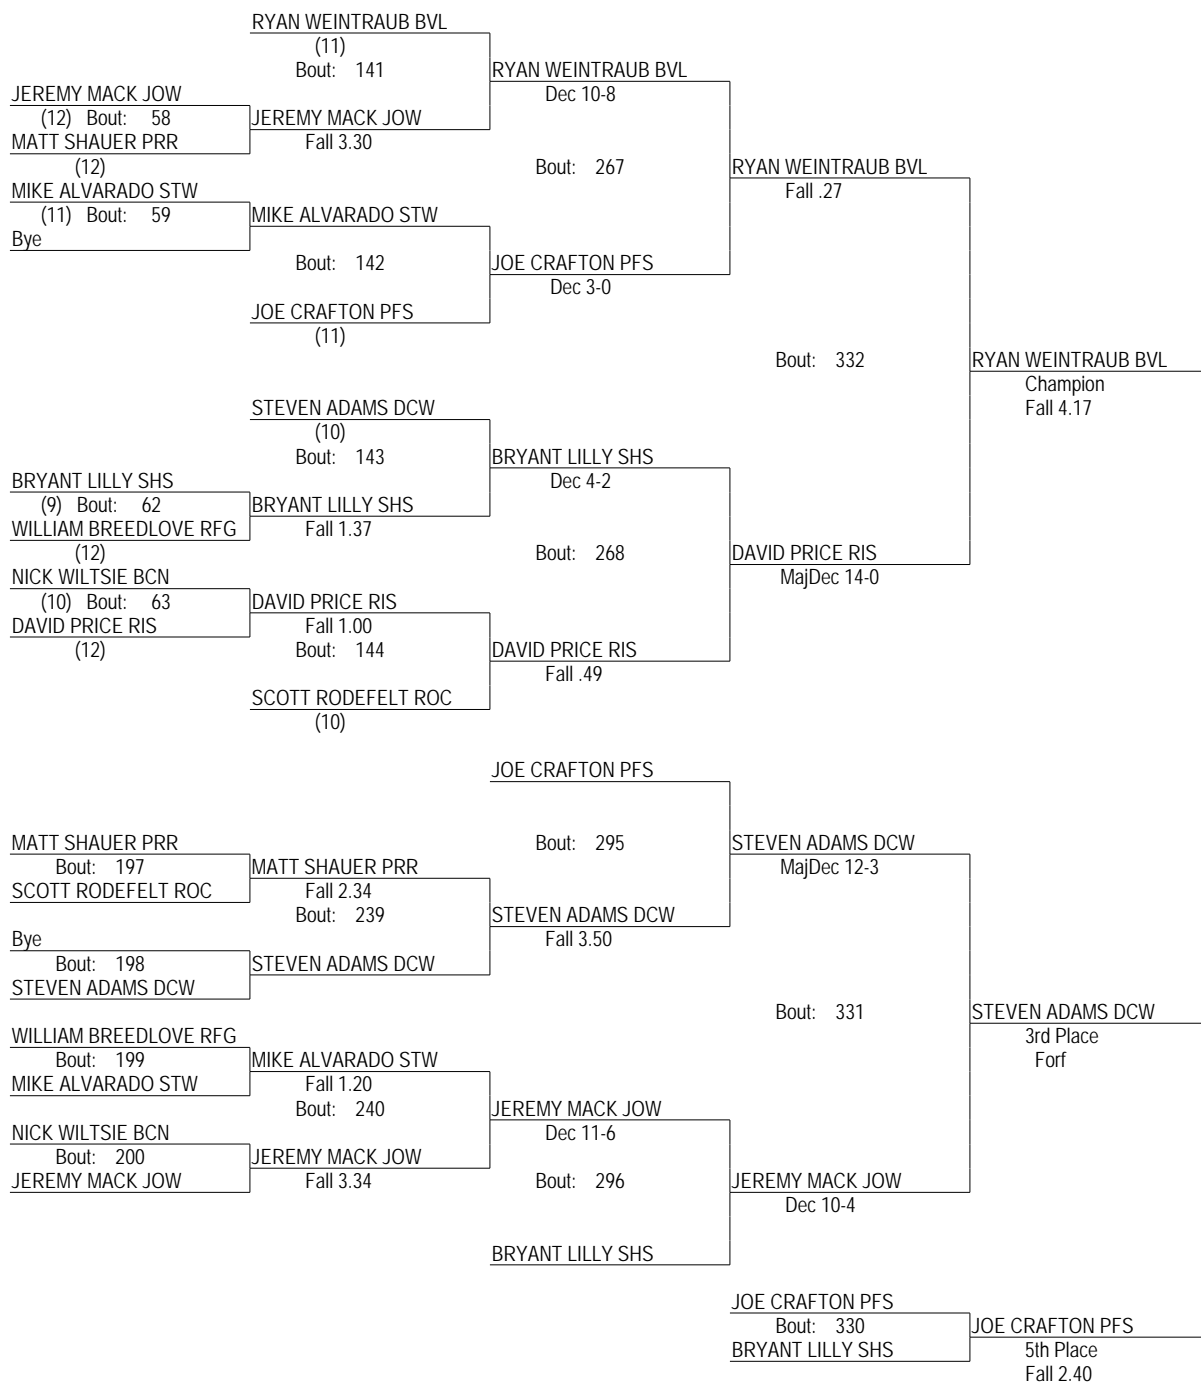 RYAN WEINTRAUB BVL
(11)
Bout: 141
RYAN WEINTRAUB BVL
Dec 10-8
JEREMY MACK JOW
(12) Bout: 58
JEREMY MACK JOW
MATT SHAUER PRR
Fall 3.30
(12)
Bout: 267
RYAN WEINTRAUB BVL
MIKE ALVARADO STW
Fall .27
(11) Bout: 59
MIKE ALVARADO STW
Bye
Bout: 142
JOE CRAFTON PFS
Dec 3-0
JOE CRAFTON PFS
(11)
Bout: 332
RYAN WEINTRAUB BVL
Champion
Fall 4.17
STEVEN ADAMS DCW
(10)
Bout: 143
BRYANT LILLY SHS
Dec 4-2
BRYANT LILLY SHS
(9) Bout: 62
BRYANT LILLY SHS
WILLIAM BREEDLOVE RFG
Fall 1.37
(12)
Bout: 268
DAVID PRICE RIS
MajDec 14-0
NICK WILTSIE BCN
(10) Bout: 63
DAVID PRICE RIS
DAVID PRICE RIS
Fall 1.00
(12)
Bout: 144
DAVID PRICE RIS
Fall .49
SCOTT RODEFELT ROC
(10)
JOE CRAFTON PFS
Bout: 295
STEVEN ADAMS DCW
MajDec 12-3
MATT SHAUER PRR
Bout: 197
MATT SHAUER PRR
SCOTT RODEFELT ROC
Fall 2.34
Bout: 239
STEVEN ADAMS DCW
Fall 3.50
Bye
Bout: 198
STEVEN ADAMS DCW
STEVEN ADAMS DCW
Bout: 331
STEVEN ADAMS DCW
3rd Place
Forf
WILLIAM BREEDLOVE RFG
Bout: 199
MIKE ALVARADO STW
MIKE ALVARADO STW
Fall 1.20
Bout: 240
JEREMY MACK JOW
Dec 11-6
NICK WILTSIE BCN
Bout: 200
JEREMY MACK JOW
JEREMY MACK JOW
Fall 3.34
Bout: 296
JEREMY MACK JOW
Dec 10-4
BRYANT LILLY SHS
JOE CRAFTON PFS
Bout: 330
JOE CRAFTON PFS
BRYANT LILLY SHS
5th Place
Fall 2.40